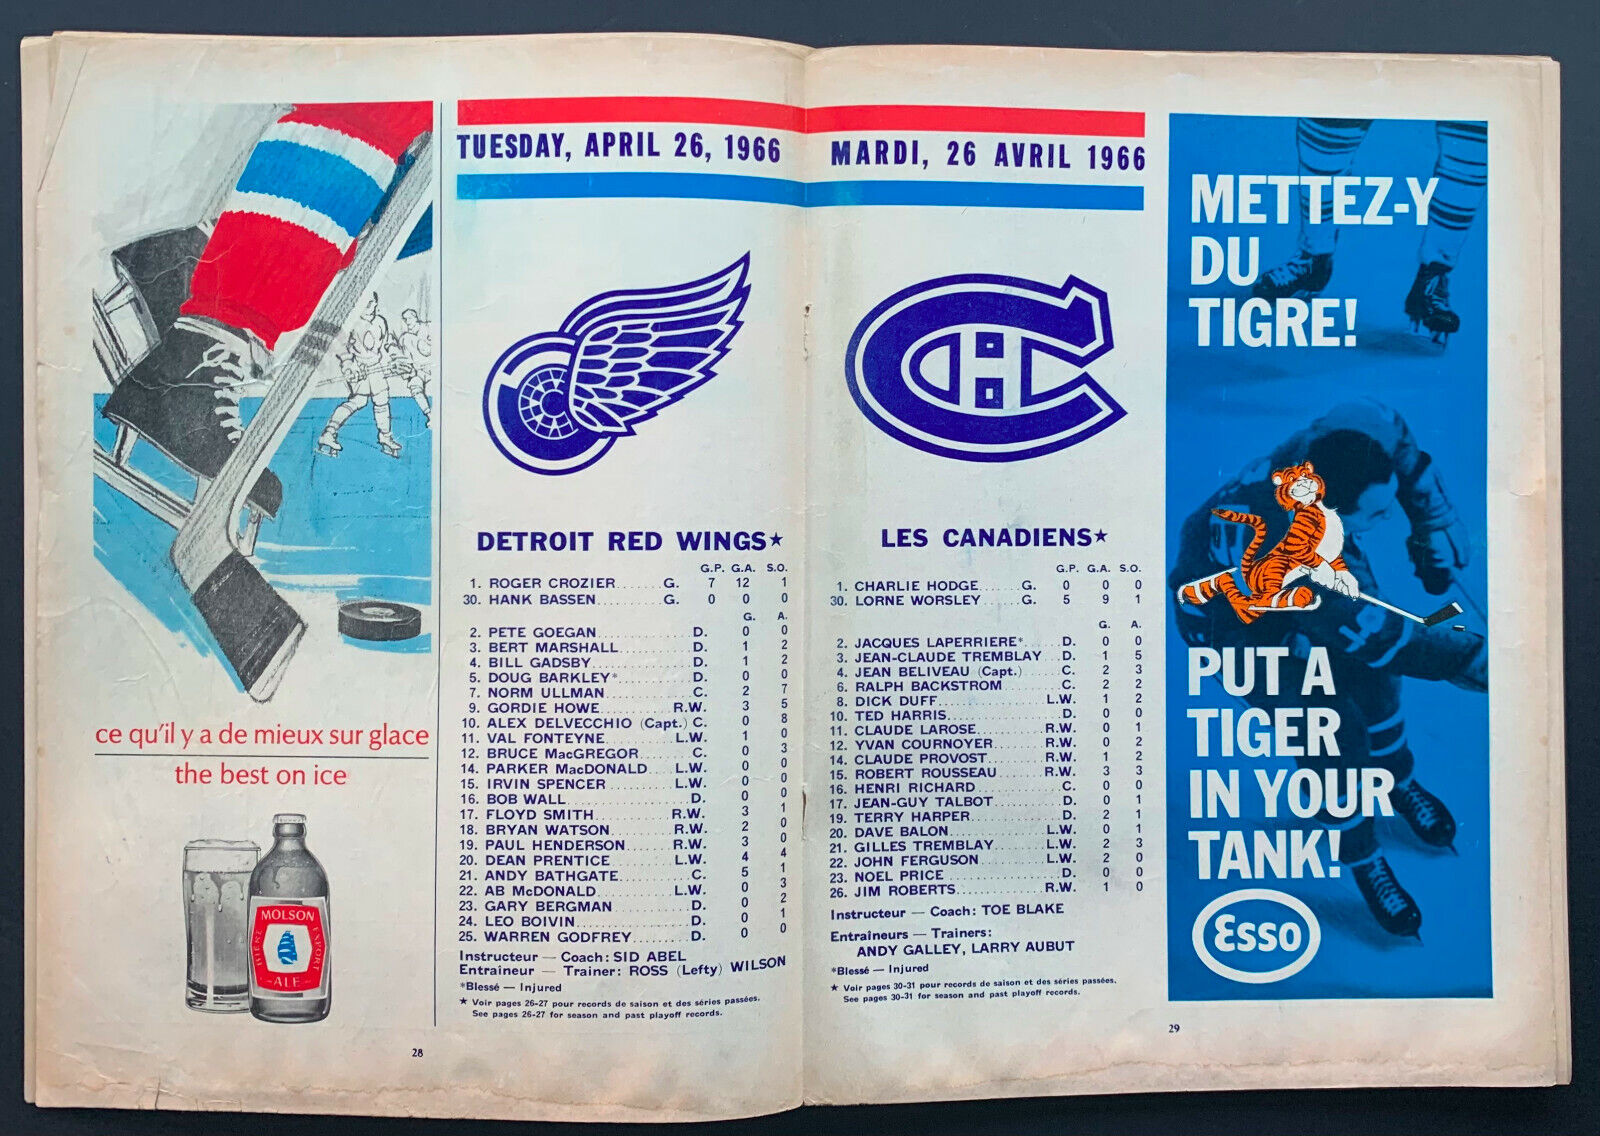 ce qu'il y a de mieux sur glace
the best on ice
MOLSON
BIÈRE
EXPORT
ALE
28
TUESDAY, APRIL 26, 1966
DETROIT RED WINGS★
G.P. G.A. S.O.
1. ROGER CROZIER......G. 7 12 1
30. HANK BASSEN.........G. 0 0 0
G. A.
2. PETE GOEGAN............D. 0 0
3. BERT MARSHALL.........D. 1 2
4. BILL GADSBY.............D. 1 2
5. DOUG BARKLEY*.........D. 0 0
7. NORM ULLMAN...........C. 2 7
9. GORDIE HOWE.........R.W. 3 5
10. ALEX DELVECCHIO (Capt.) C. 0 8
11. VAL FONTEYNE.........L.W. 1 0
12. BRUCE MacGREGOR......C. 0 3
14. PARKER MacDONALD...L.W. 0 0
15. IRVIN SPENCER.........L.W. 0 0
16. BOB WALL................D. 0 0
17. FLOYD SMITH..........R.W. 3 1
18. BRYAN WATSON........R.W. 2 0
19. PAUL HENDERSON......R.W. 3 0
20. DEAN PRENTICE........L.W. 4 4
21. ANDY BATHGATE..........C. 5 1
22. AB McDONALD..........L.W. 0 3
23. GARY BERGMAN..........D. 0 2
24. LEO BOIVIN..............D. 0 1
25. WARREN GODFREY........D. 0 0
Instructeur — Coach: SID ABEL
Entraîneur — Trainer: ROSS (Lefty) WILSON
*Blessé — Injured
★ Voir pages 26-27 pour records de saison et des séries passées.
See pages 26-27 for season and past playoff records.
MARDI, 26 AVRIL 1966
LES CANADIENS★
G.P. G.A. S.O.
1. CHARLIE HODGE......G. 0 0 0
30. LORNE WORSLEY......G. 5 9 1
G. A.
2. JACQUES LAPERRIERE*...D. 0 0
3. JEAN-CLAUDE TREMBLAY...D. 1 5
4. JEAN BELIVEAU (Capt.)......C. 2 3
6. RALPH BACKSTROM........C. 2 2
8. DICK DUFF..............L.W. 1 2
10. TED HARRIS..............D. 0 0
11. CLAUDE LAROSE........R.W. 0 1
12. YVAN COURNOYER......R.W. 0 2
14. CLAUDE PROVOST.......R.W. 1 2
15. ROBERT ROUSSEAU......R.W. 3 3
16. HENRI RICHARD..........C. 0 0
17. JEAN-GUY TALBOT........D. 0 1
19. TERRY HARPER...........D. 2 1
20. DAVE BALON...........L.W. 0 1
21. GILLES TREMBLAY......L.W. 2 3
22. JOHN FERGUSON........L.W. 2 0
23. NOEL PRICE..............D. 0 0
26. JIM ROBERTS...........R.W. 1 0
Instructeur — Coach: TOE BLAKE
Entraîneurs — Trainers:
ANDY GALLEY, LARRY AUBUT
*Blessé — Injured
★ Voir pages 30-31 pour records de saison et des séries passées.
See pages 30-31 for season and past playoff records.
29
METTEZ-Y
DU
TIGRE!
PUT A
TIGER
IN YOUR
TANK!
Esso